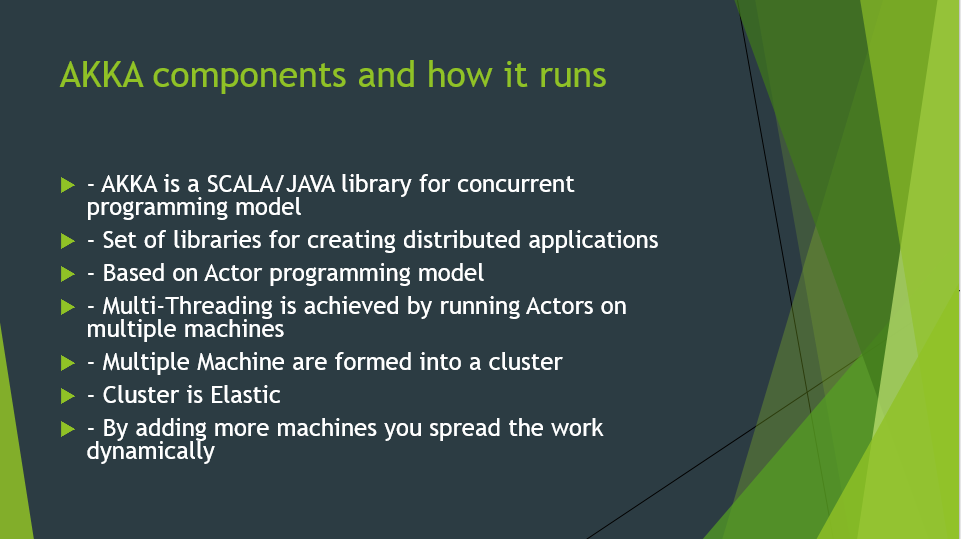 AKKA components and how it runs
- AKKA is a SCALA/JAVA library for concurrent
programming model
- Set of libraries for creating distributed applications
- Based on Actor programming model
- Multi-Threading is achieved by running Actors on
multiple machines
- Multiple Machine are formed into a cluster
- Cluster is Elastic
- By adding more machines you spread the work
dynamically